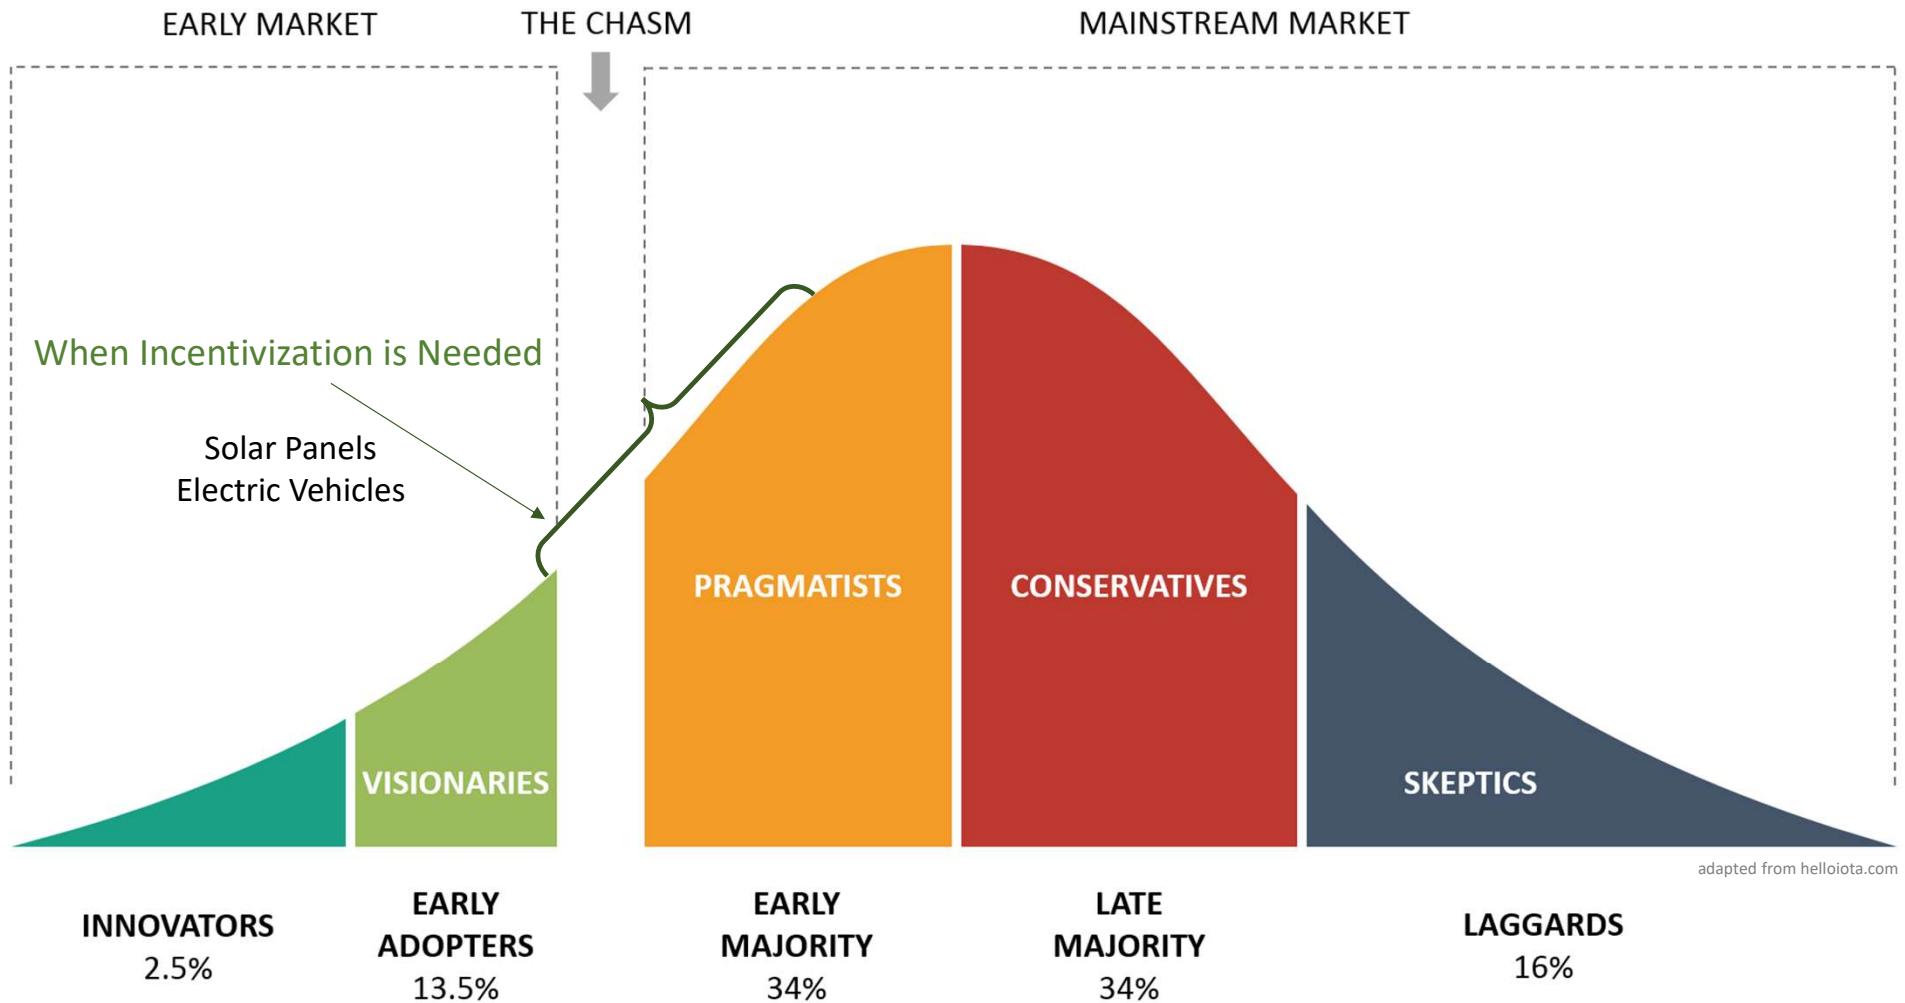 EARLY MARKET
THE CHASM
MAINSTREAM MARKET
When Incentivization is Needed
Solar Panels
Electric Vehicles
PRAGMATISTS
CONSERVATIVES
VISIONARIES
SKEPTICS
adapted from helloiota.com
INNOVATORS
2.5%
EARLY
ADOPTERS
13.5%
EARLY
MAJORITY
34%
LATE
MAJORITY
34%
LAGGARDS
16%